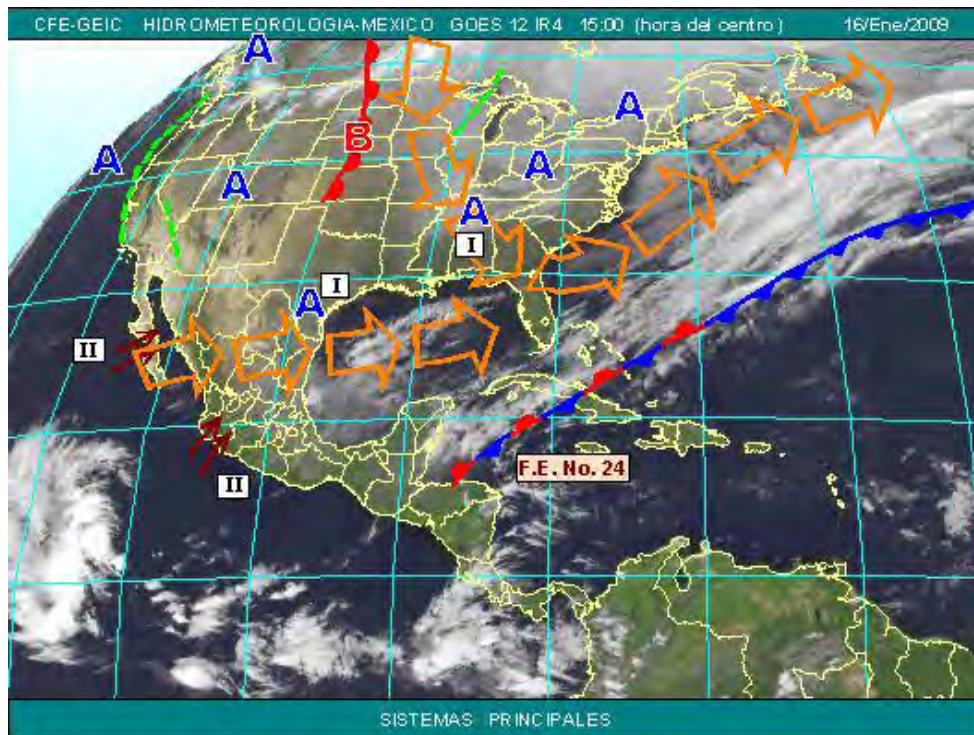 CFE-GEIC HIDROMETEOROLOGIA-MEXICO GOES 12 IR4 15:00 (hora del centro) 16/Ene/2009
A
A
B
A
A
A
A
I
I
A
II
II
F.E. No. 24
SISTEMAS PRINCIPALES